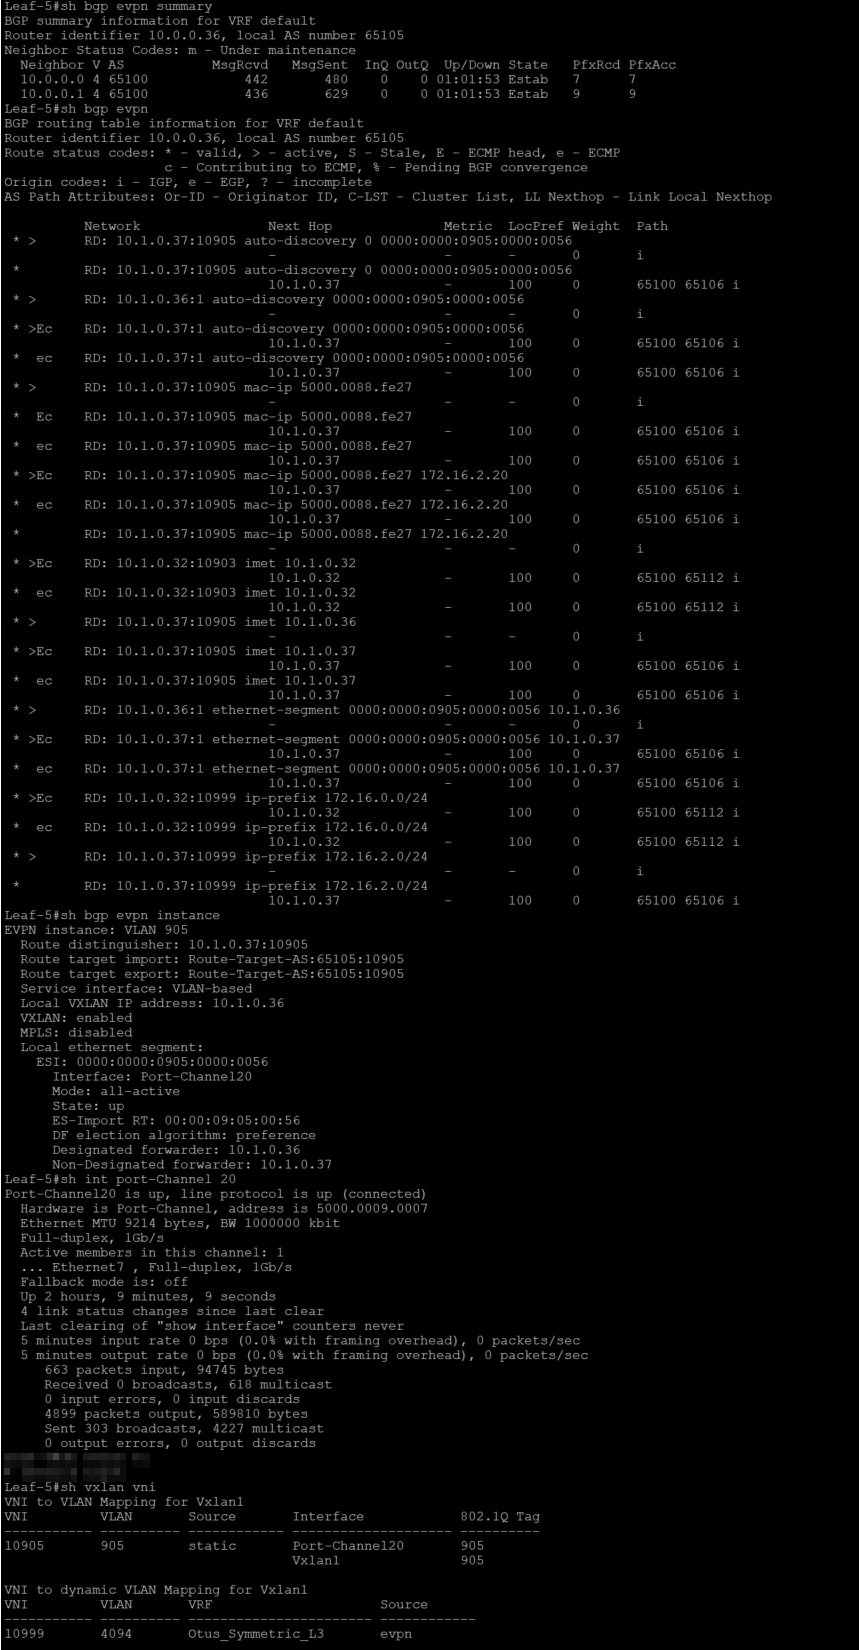 Leaf-5#sh bgp evpn summary
BGP summary information for VRF default
Router identifier 10.0.0.36, local AS number 65105
Neighbor Status Codes: m - Under maintenance
  Neighbor V AS           MsgRcvd   MsgSent  InQ OutQ  Up/Down State   PfxRcd PfxAcc
  10.0.0.0 4 65100            442       480    0    0 01:01:53 Estab   7      7
  10.0.0.1 4 65100            436       629    0    0 01:01:53 Estab   9      9
Leaf-5#sh bgp evpn
BGP routing table information for VRF default
Router identifier 10.0.0.36, local AS number 65105
Route status codes: * - valid, > - active, S - Stale, E - ECMP head, e - ECMP
                    c - Contributing to ECMP, % - Pending BGP convergence
Origin codes: i - IGP, e - EGP, ? - incomplete
AS Path Attributes: Or-ID - Originator ID, C-LST - Cluster List, LL Nexthop - Link Local Nexthop
          Network                Next Hop              Metric  LocPref Weight  Path
 * >      RD: 10.1.0.37:10905 auto-discovery 0 0000:0000:0905:0000:0056
                                 -                     -       -       0       i
 *        RD: 10.1.0.37:10905 auto-discovery 0 0000:0000:0905:0000:0056
                                 10.1.0.37             -       100     0       65100 65106 i
 * >      RD: 10.1.0.36:1 auto-discovery 0000:0000:0905:0000:0056
                                 -                     -       -       0       i
 * >Ec    RD: 10.1.0.37:1 auto-discovery 0000:0000:0905:0000:0056
                                 10.1.0.37             -       100     0       65100 65106 i
 *  ec    RD: 10.1.0.37:1 auto-discovery 0000:0000:0905:0000:0056
                                 10.1.0.37             -       100     0       65100 65106 i
 * >      RD: 10.1.0.37:10905 mac-ip 5000.0088.fe27
                                 -                     -       -       0       i
 *  Ec    RD: 10.1.0.37:10905 mac-ip 5000.0088.fe27
                                 10.1.0.37             -       100     0       65100 65106 i
 *  ec    RD: 10.1.0.37:10905 mac-ip 5000.0088.fe27
                                 10.1.0.37             -       100     0       65100 65106 i
 * >Ec    RD: 10.1.0.37:10905 mac-ip 5000.0088.fe27 172.16.2.20
                                 10.1.0.37             -       100     0       65100 65106 i
 *  ec    RD: 10.1.0.37:10905 mac-ip 5000.0088.fe27 172.16.2.20
                                 10.1.0.37             -       100     0       65100 65106 i
 *        RD: 10.1.0.37:10905 mac-ip 5000.0088.fe27 172.16.2.20
                                 -                     -       -       0       i
 * >Ec    RD: 10.1.0.32:10903 imet 10.1.0.32
                                 10.1.0.32             -       100     0       65100 65112 i
 *  ec    RD: 10.1.0.32:10903 imet 10.1.0.32
                                 10.1.0.32             -       100     0       65100 65112 i
 * >      RD: 10.1.0.37:10905 imet 10.1.0.36
                                 -                     -       -       0       i
 * >Ec    RD: 10.1.0.37:10905 imet 10.1.0.37
                                 10.1.0.37             -       100     0       65100 65106 i
 *  ec    RD: 10.1.0.37:10905 imet 10.1.0.37
                                 10.1.0.37             -       100     0       65100 65106 i
 * >      RD: 10.1.0.36:1 ethernet-segment 0000:0000:0905:0000:0056 10.1.0.36
                                 -                     -       -       0       i
 * >Ec    RD: 10.1.0.37:1 ethernet-segment 0000:0000:0905:0000:0056 10.1.0.37
                                 10.1.0.37             -       100     0       65100 65106 i
 *  ec    RD: 10.1.0.37:1 ethernet-segment 0000:0000:0905:0000:0056 10.1.0.37
                                 10.1.0.37             -       100     0       65100 65106 i
 * >Ec    RD: 10.1.0.32:10999 ip-prefix 172.16.0.0/24
                                 10.1.0.32             -       100     0       65100 65112 i
 *  ec    RD: 10.1.0.32:10999 ip-prefix 172.16.0.0/24
                                 10.1.0.32             -       100     0       65100 65112 i
 * >      RD: 10.1.0.37:10999 ip-prefix 172.16.2.0/24
                                 -                     -       -       0       i
 *        RD: 10.1.0.37:10999 ip-prefix 172.16.2.0/24
                                 10.1.0.37             -       100     0       65100 65106 i
Leaf-5#sh bgp evpn instance
EVPN instance: VLAN 905
  Route distinguisher: 10.1.0.37:10905
  Route target import: Route-Target-AS:65105:10905
  Route target export: Route-Target-AS:65105:10905
  Service interface: VLAN-based
  Local VXLAN IP address: 10.1.0.36
  VXLAN: enabled
  MPLS: disabled
  Local ethernet segment:
    ESI: 0000:0000:0905:0000:0056
      Interface: Port-Channel20
      Mode: all-active
      State: up
      ES-Import RT: 00:00:09:05:00:56
      DF election algorithm: preference
      Designated forwarder: 10.1.0.36
      Non-Designated forwarder: 10.1.0.37
Leaf-5#sh int port-Channel 20
Port-Channel20 is up, line protocol is up (connected)
  Hardware is Port-Channel, address is 5000.0009.0007
  Ethernet MTU 9214 bytes, BW 1000000 kbit
  Full-duplex, 1Gb/s
  Active members in this channel: 1
  ... Ethernet7 , Full-duplex, 1Gb/s
  Fallback mode is: off
  Up 2 hours, 9 minutes, 9 seconds
  4 link status changes since last clear
  Last clearing of "show interface" counters never
  5 minutes input rate 0 bps (0.0% with framing overhead), 0 packets/sec
  5 minutes output rate 0 bps (0.0% with framing overhead), 0 packets/sec
     663 packets input, 94745 bytes
     Received 0 broadcasts, 618 multicast
     0 input errors, 0 input discards
     4899 packets output, 589810 bytes
     Sent 303 broadcasts, 4227 multicast
     0 output errors, 0 output discards
Leaf-5#sh vxlan vni
VNI to VLAN Mapping for Vxlan1
VNI         VLAN       Source       Interface            802.1Q Tag
----------- ---------- ------------ -------------------- ----------
10905       905        static       Port-Channel20       905
                                    Vxlan1               905
VNI to dynamic VLAN Mapping for Vxlan1
VNI         VLAN       VRF                     Source
----------- ---------- ----------------------- ------------
10999       4094       Otus_Symmetric_L3       evpn